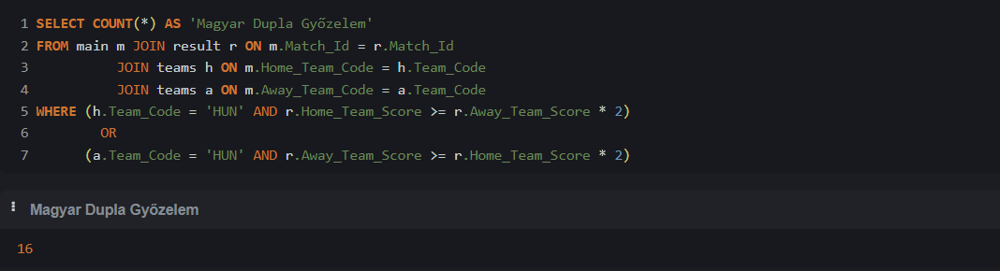 1 SELECT COUNT(*) AS 'Magyar Dupla Győzelem'
2 FROM main m JOIN result r ON m.Match_Id = r.Match_Id
3 JOIN teams h ON m.Home_Team_Code = h.Team_Code
4 JOIN teams a ON m.Away_Team_Code = a.Team_Code
5 WHERE (h.Team_Code = 'HUN' AND r.Home_Team_Score >= r.Away_Team_Score * 2)
6 OR
7 (a.Team_Code = 'HUN' AND r.Away_Team_Score >= r.Home_Team_Score * 2)
Magyar Dupla Győzelem
16